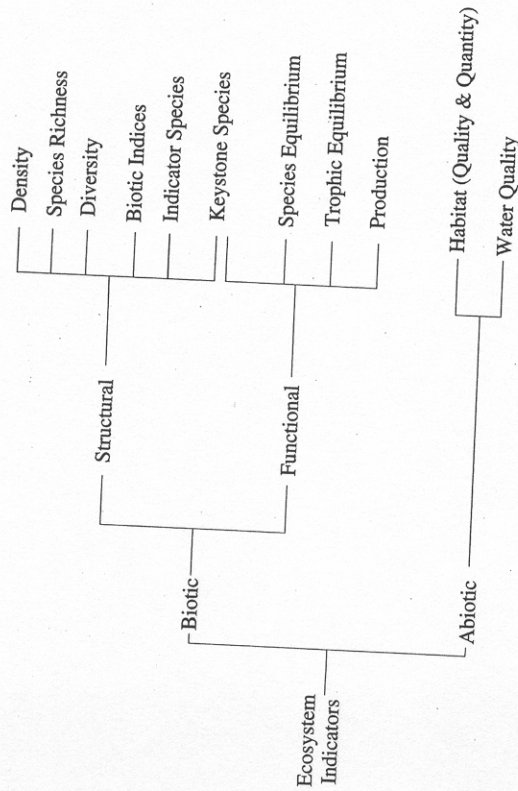 Ecosystem
Indicators
Biotic
Abiotic
Structural
Functional
Density
Species Richness
Diversity
Biotic Indices
Indicator Species
Keystone Species
Species Equilibrium
Trophic Equilibrium
Production
Habitat (Quality & Quantity)
Water Quality